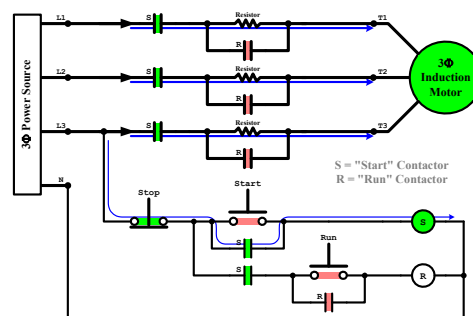 L1
S
Resistor
T1
R
L2
S
Resistor
T2
R
L3
S
Resistor
T3
R
3Φ Power Source
N
3Φ
Induction
Motor
S = "Start" Contactor
R = "Run" Contactor
Stop
Start
S
S
Run
S
R
R